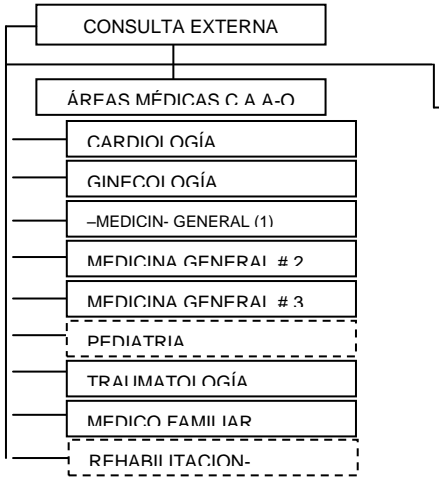 CONSULTA EXTERNA
ÁREAS MÉDICAS C A A-O
CARDIOLOGÍA
GINECOLOGÍA
–MEDICIN- GENERAL (1)
MEDICINA GENERAL # 2
MEDICINA GENERAL # 3
PEDIATRIA
TRAUMATOLOGÍA
MEDICO FAMILIAR
REHABILITACION-